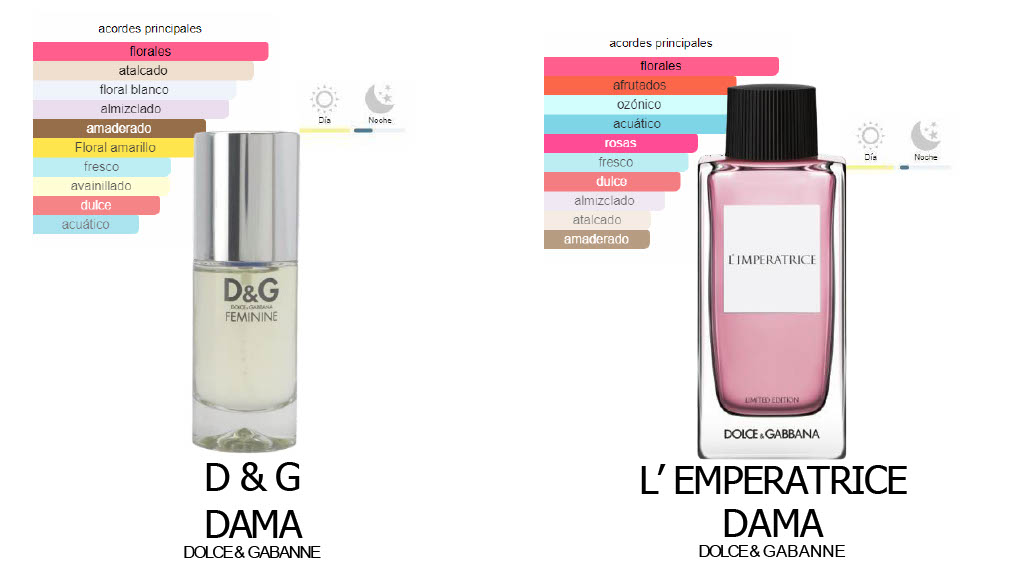 acordes principales
florales
atalcado
floral blanco
almizclado
amaderado
Floral amarillo
fresco
avainillado
dulce
acuático
Día
Noche
D&G
DOLCE & GABBANA
FEMININE
D & G
DAMA
DOLCE & GABANNE
acordes principales
florales
afrutados
ozónico
acuático
rosas
fresco
dulce
almizclado
atalcado
amaderado
Día
Noche
L'IMPERATRICE
LIMITED EDITION
DOLCE & GABBANA
L’ EMPERATRICE
DAMA
DOLCE & GABANNE